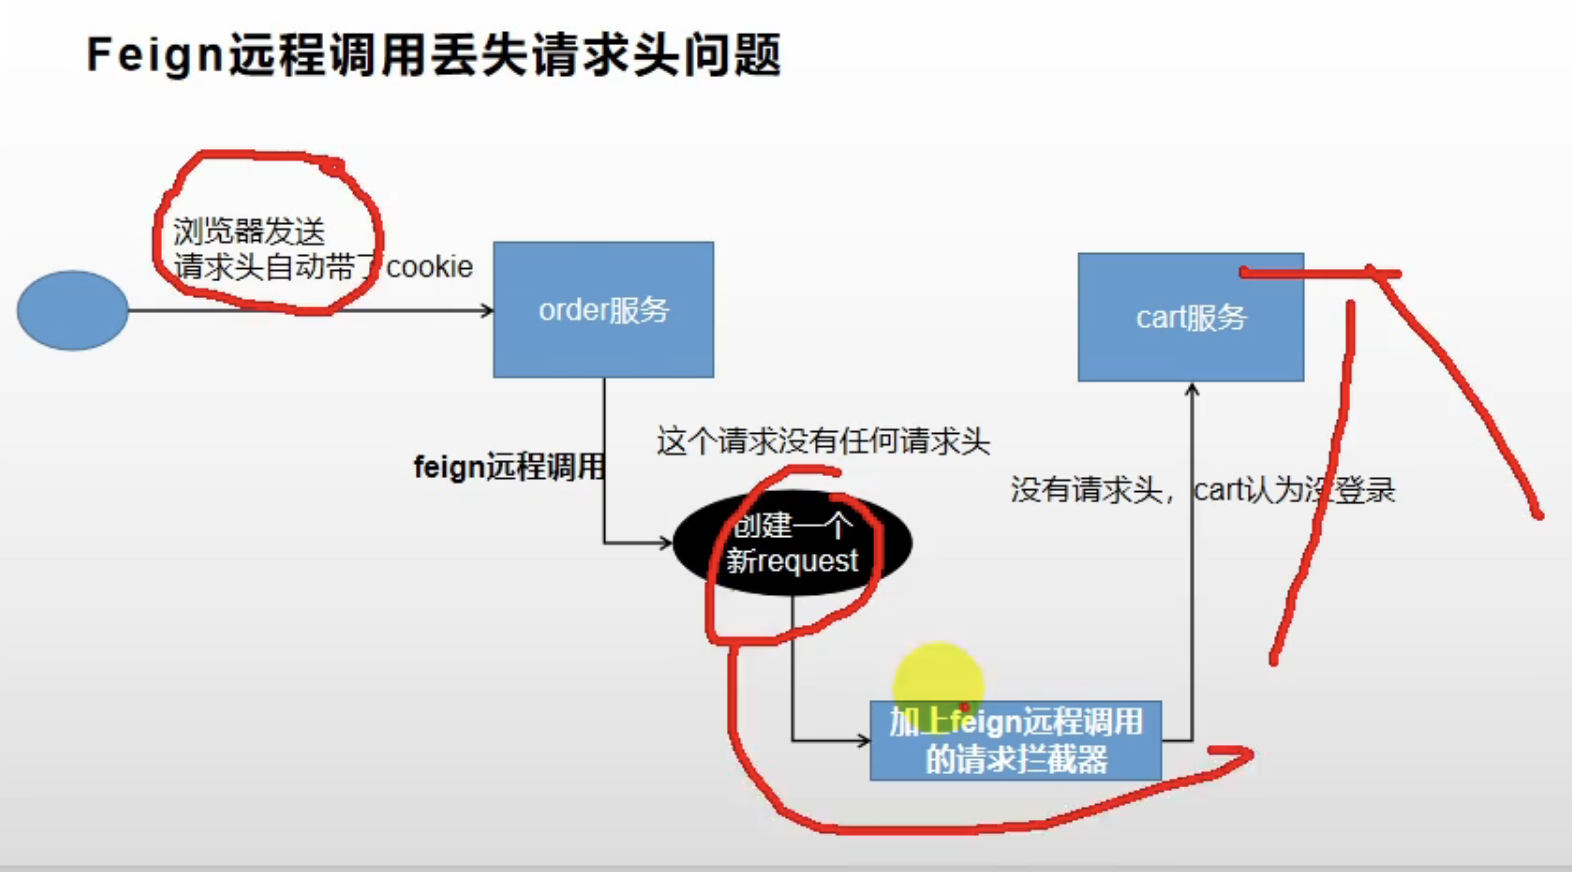 Feign远程调用丢失请求头问题
浏览器发送
请求头自动带了cookie
order服务
cart服务
feign远程调用
这个请求没有任何请求头
没有请求头，cart认为没登录
创建一个
新request
加上feign远程调用
的请求拦截器